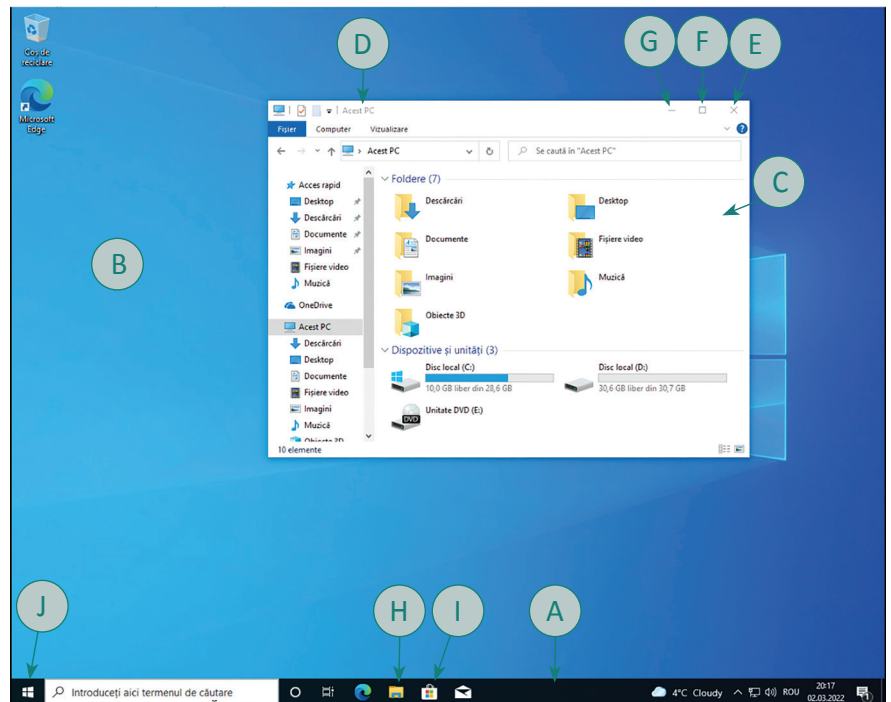 Coș de
reciclare
Microsoft
Edge
D
G
F
E
Acest PC
Fișier Computer Vizualizare
Acest PC
Se caută în "Acest PC"
C
B
Acces rapid
Desktop
Descărcări
Documente
Imagini
Fișiere video
Muzică
OneDrive
Acest PC
Descărcări
Desktop
Documente
Fișiere video
Imagini
Muzică
Obiecte 3D
Foldere (7)
Descărcări
Desktop
Documente
Fișiere video
Imagini
Muzică
Obiecte 3D
Dispozitive și unități (3)
Disc local (C:)
10,0 GB liber din 28,6 GB
Disc local (D:)
30,6 GB liber din 30,7 GB
Unitate DVD (E:)
DVD
10 elemente
J
H
I
A
Introduceți aici termenul de căutare
4°C Cloudy
ROU
20:17
02.03.2022
1